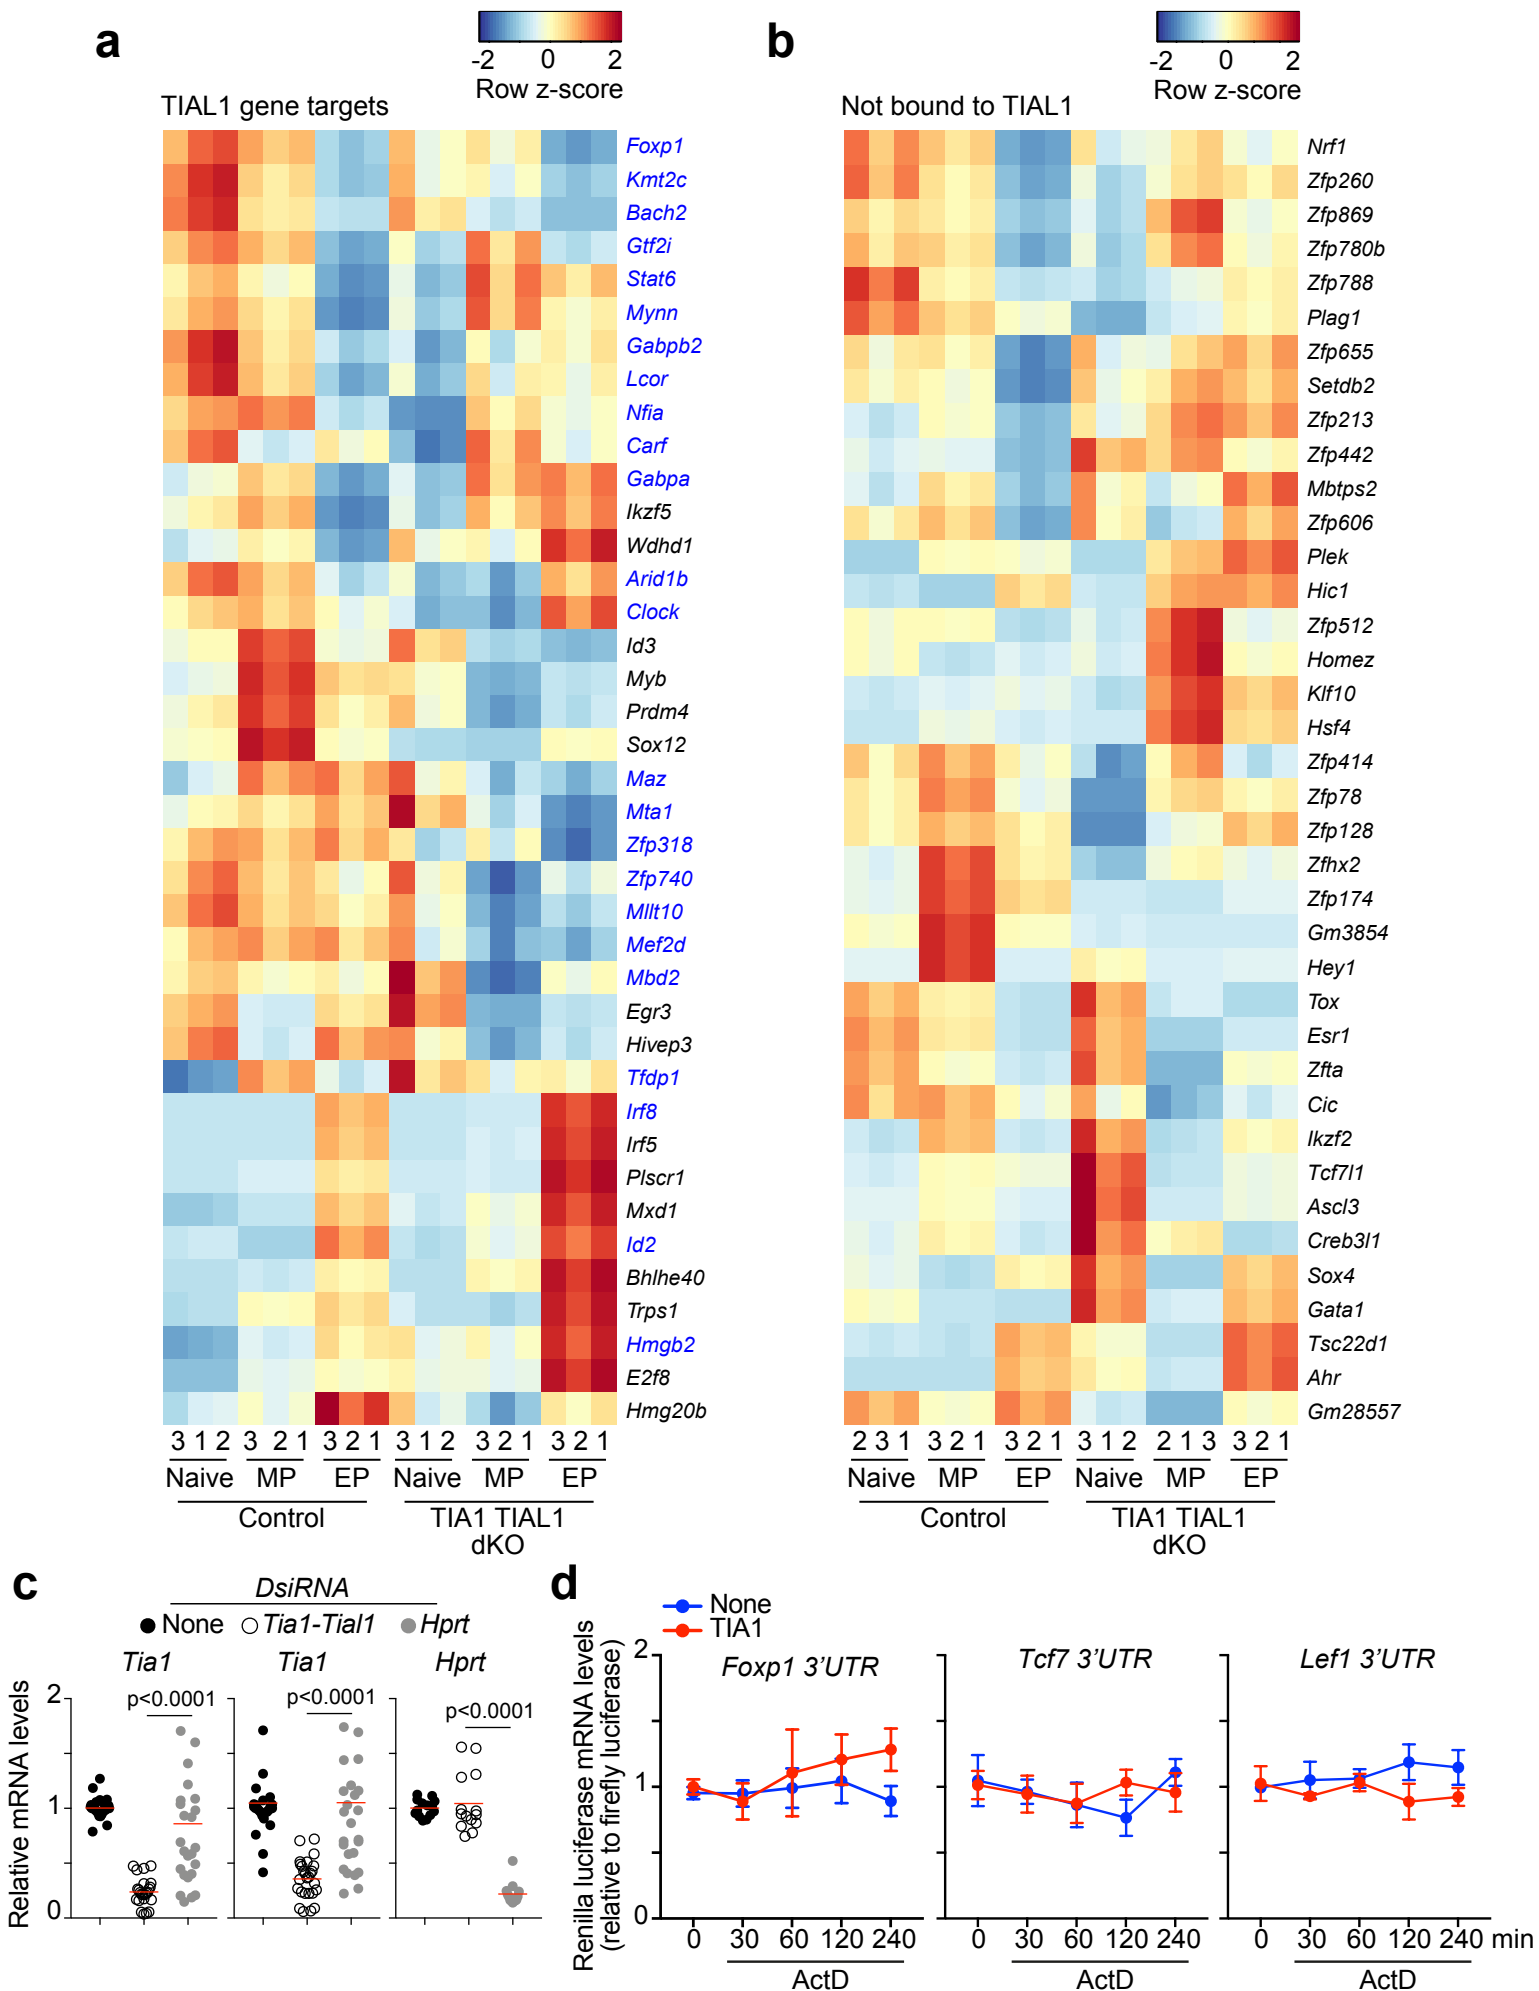 a
-2 0 2
Row z-score
TIAL1 gene targets
Foxp1
Kmt2c
Bach2
Gtf2i
Stat6
Mynn
Gabpb2
Lcor
Nfia
Carf
Gabpa
Ikzf5
Wdhd1
Arid1b
Clock
Id3
Myb
Prdm4
Sox12
Maz
Mta1
Zfp318
Zfp740
Mllt10
Mef2d
Mbd2
Egr3
Hivep3
Tfdp1
Irf8
Irf5
Plscr1
Mxd1
Id2
Bhlhe40
Trps1
Hmgb2
E2f8
Hmg20b
3 1 2 3 2 1 3 2 1 3 1 2 3 2 1 3 2 1
Naive MP EP Naive MP EP
Control TIA1 TIAL1
dKO
b
-2 0 2
Row z-score
Not bound to TIAL1
Nrf1
Zfp260
Zfp869
Zfp780b
Zfp788
Plag1
Zfp655
Setdb2
Zfp213
Zfp442
Mbtps2
Zfp606
Plek
Hic1
Zfp512
Homez
Klf10
Hsf4
Zfp414
Zfp78
Zfp128
Zfhx2
Zfp174
Gm3854
Hey1
Tox
Esr1
Zfta
Cic
Ikzf2
Tcf7l1
Ascl3
Creb3l1
Sox4
Gata1
Tsc22d1
Ahr
Gm28557
2 3 1 3 2 1 3 2 1 3 1 2 2 1 3 3 2 1
Naive MP EP Naive MP EP
Control TIA1 TIAL1
dKO
c
DsiRNA
None Tia1-Tial1 Hprt
Tia1 Tia1 Hprt
p<0.0001 p<0.0001 p<0.0001
Relative mRNA levels
2
1
0
d
None
TIA1
Renilla luciferase mRNA levels
(relative to firefly luciferase)
2
1
0
Foxp1 3’UTR Tcf7 3’UTR Lef1 3’UTR
0 30 60 120 240 0 30 60 120 240 0 30 60 120 240 min
ActD ActD ActD